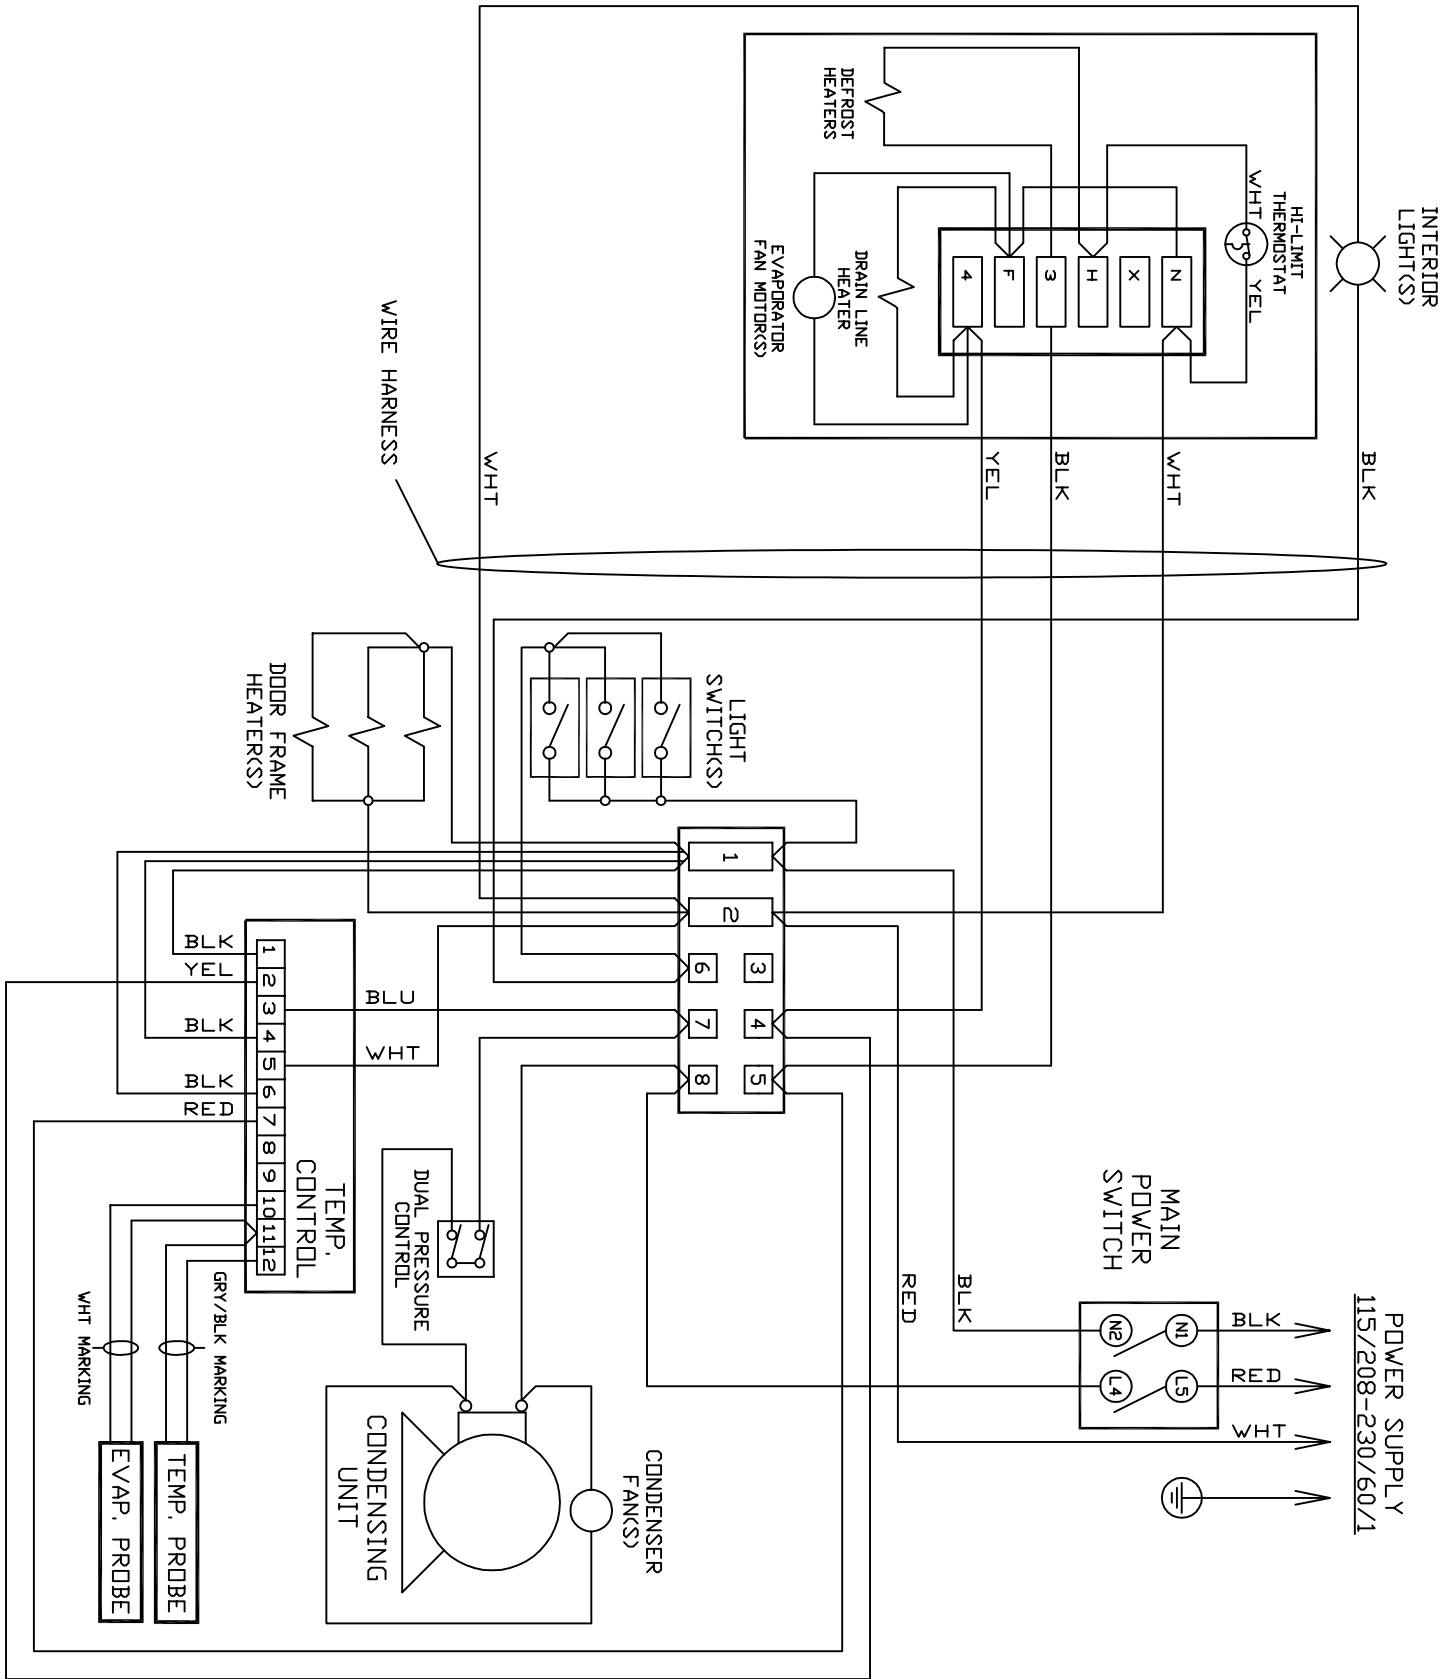 INTERIOR
LIGHT(S)
HI-LIMIT
THERMOSTAT
WHT
YEL
N
X
H
3
F
4
DEFROST
HEATERS
DRAIN LINE
HEATER
EVAPORATOR
FAN MOTOR(S)
BLK
WHT
BLK
YEL
WHT
WIRE HARNESS
LIGHT
SWITCH(S)
DOOR FRAME
HEATER(S)
1
2
3
6
4
7
5
8
BLK
YEL
BLK
BLK
RED
BLU
WHT
1
2
3
4
5
6
7
8
9
10
11
12
TEMP.
CONTROL
DUAL PRESSURE
CONTROL
MAIN
POWER
SWITCH
BLK
RED
N1
N2
L5
L4
POWER SUPPLY
115/208-230/60/1
BLK
RED
WHT
CONDENSER
FAN(S)
CONDENSING
UNIT
GRY/BLK MARKING
WHT MARKING
TEMP. PROBE
EVAP. PROBE